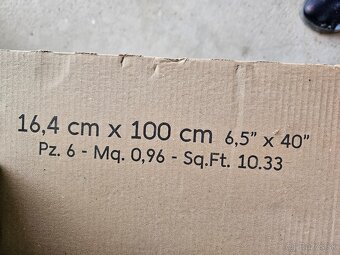 16,4 cm x 100 cm 6,5" x 40"
Pz. 6 - Mq. 0,96 - Sq.Ft. 10.33